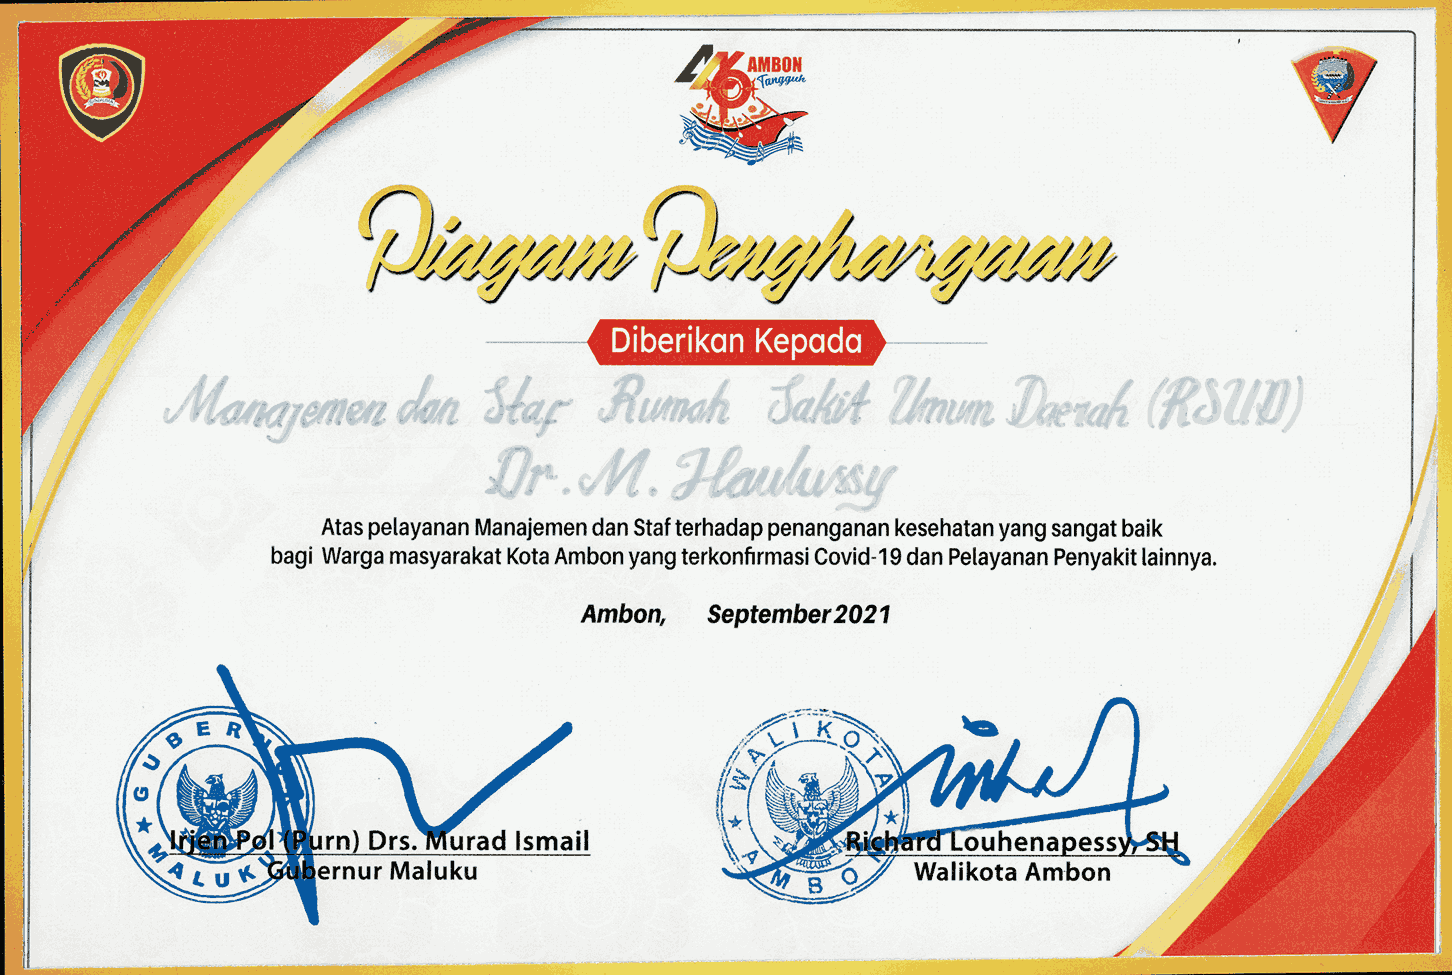 446 AMBON
Tangguh
Piagam Penghargaan
Diberikan Kepada
Manajemen dan Staf Rumah Sakit Umum Daerah (RSUD)
Dr. M. Haulussy
Atas pelayanan Manajemen dan Staf terhadap penanganan kesehatan yang sangat baik
bagi Warga masyarakat Kota Ambon yang terkonfirmasi Covid-19 dan Pelayanan Penyakit lainnya.
Ambon, September 2021
GUBERNUR MALUKU
WALIKOTA AMBON
Irjen Pol (Purn) Drs. Murad Ismail
Gubernur Maluku
Richard Louhenapessy, SH
Walikota Ambon